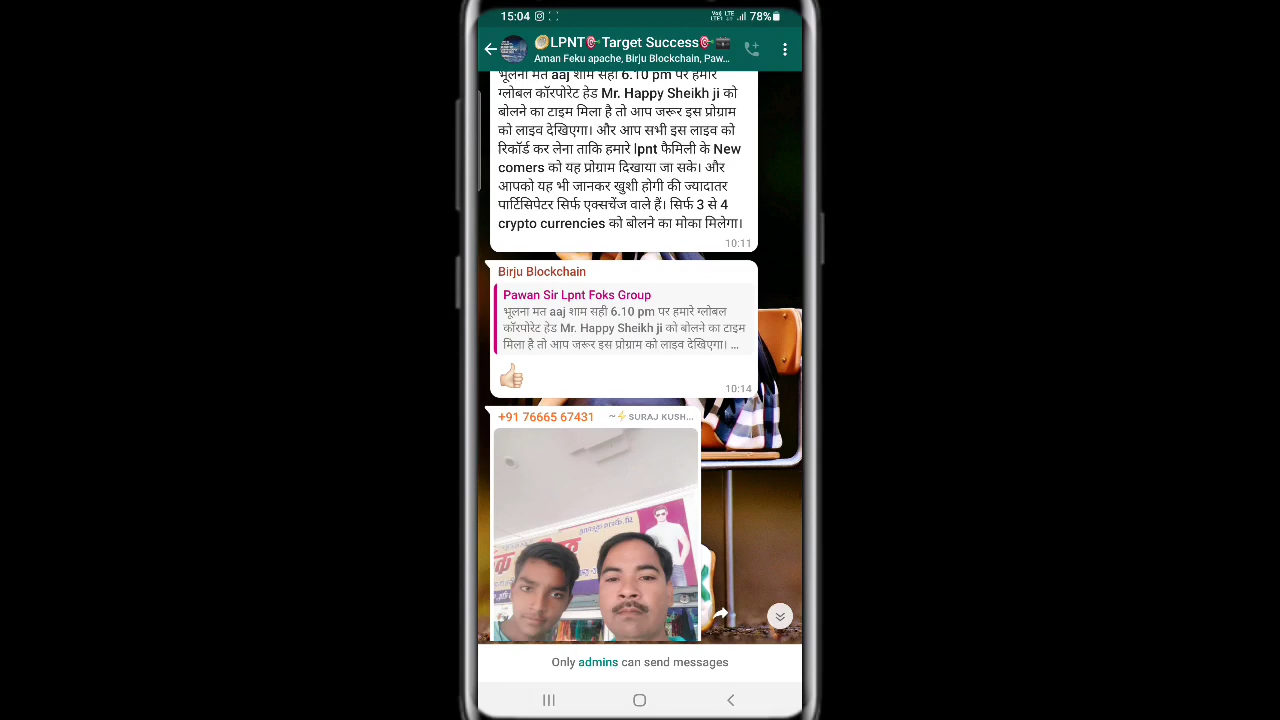 15:04
VoLTE LTE 78%
LPNT🎯Target Success🎯💼
Aman Feku apache, Birju Blockchain, Paw...
भूलना मत aaj शाम सही 6.10 pm पर हमारे
ग्लोबल कॉरपोरेट हेड Mr. Happy Sheikh ji को
बोलने का टाइम मिला है तो आप जरूर इस प्रोग्राम
को लाइव देखिएगा। और आप सभी इस लाइव को
रिकॉर्ड कर लेना ताकि हमारे lpnt फैमिली के New
comers को यह प्रोग्राम दिखाया जा सके। और
आपको यह भी जानकर खुशी होगी की ज्यादातर
पार्टिसिपेटर सिर्फ एक्सचेंज वाले हैं। सिर्फ 3 से 4
crypto currencies को बोलने का मोका मिलेगा।
10:11
Birju Blockchain
Pawan Sir Lpnt Foks Group
भूलना मत aaj शाम सही 6.10 pm पर हमारे ग्लोबल
कॉरपोरेट हेड Mr. Happy Sheikh ji को बोलने का टाइम
मिला है तो आप जरूर इस प्रोग्राम को लाइव देखिएगा। ...
👍🏻
10:14
+91 76665 67431 ~⚡SURAJ KUSH...
Only admins can send messages